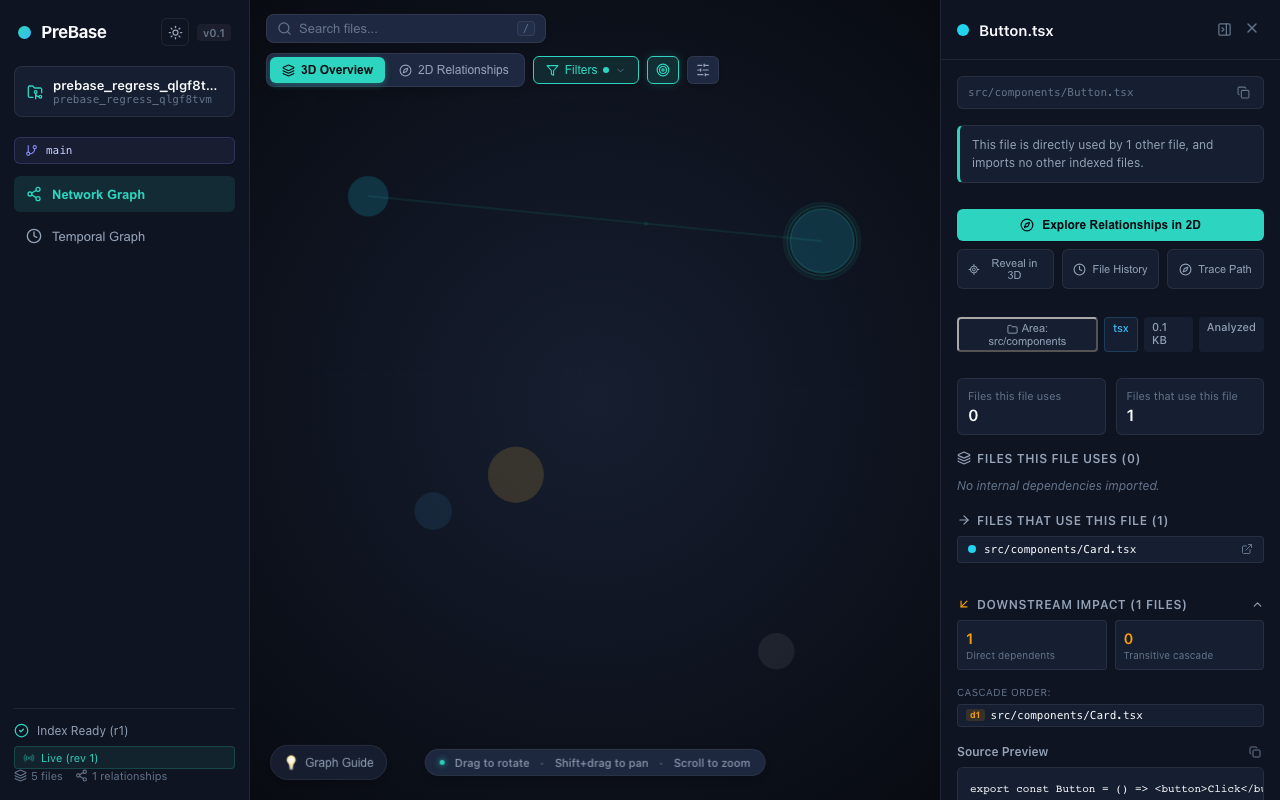 PreBase
v0.1
prebase_regress_qlgf8t...
prebase_regress_qlgf8tvm
main
Network Graph
Temporal Graph
Index Ready (r1)
Live (rev 1)
5 files
1 relationships
Search files...
/
3D Overview
2D Relationships
Filters
Graph Guide
Drag to rotate · Shift+drag to pan · Scroll to zoom
Button.tsx
src/components/Button.tsx
This file is directly used by 1 other file, and
imports no other indexed files.
Explore Relationships in 2D
Reveal in
3D
File History
Trace Path
Area:
src/components
tsx
0.1
KB
Analyzed
Files this file uses
0
Files that use this file
1
FILES THIS FILE USES (0)
No internal dependencies imported.
FILES THAT USE THIS FILE (1)
src/components/Card.tsx
DOWNSTREAM IMPACT (1 FILES)
1
Direct dependents
0
Transitive cascade
CASCADE ORDER:
d1 src/components/Card.tsx
Source Preview
export const Button = () => <button>Click</bu